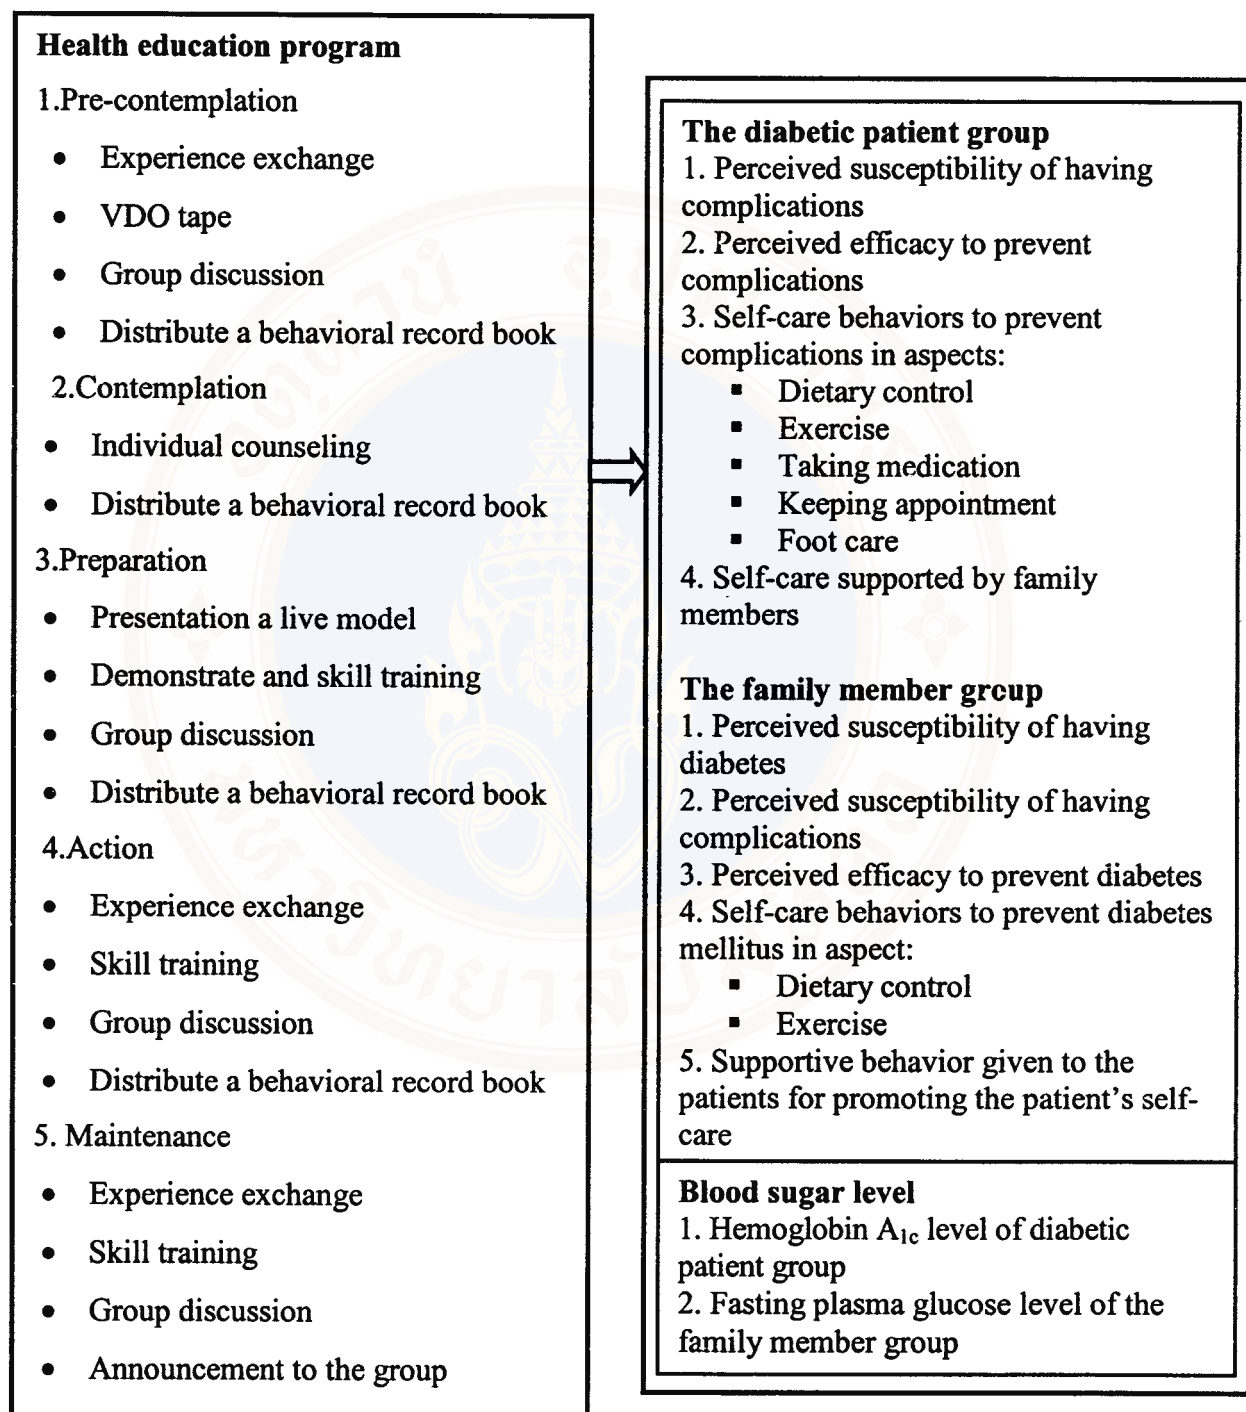 Health education program
1.Pre-contemplation
• Experience exchange
• VDO tape
• Group discussion
• Distribute a behavioral record book
2.Contemplation
• Individual counseling
• Distribute a behavioral record book
3.Preparation
• Presentation a live model
• Demonstrate and skill training
• Group discussion
• Distribute a behavioral record book
4.Action
• Experience exchange
• Skill training
• Group discussion
• Distribute a behavioral record book
5. Maintenance
• Experience exchange
• Skill training
• Group discussion
• Announcement to the group
The diabetic patient group
1. Perceived susceptibility of having
complications
2. Perceived efficacy to prevent
complications
3. Self-care behaviors to prevent
complications in aspects:
▪ Dietary control
▪ Exercise
▪ Taking medication
▪ Keeping appointment
▪ Foot care
4. Self-care supported by family
members
The family member group
1. Perceived susceptibility of having
diabetes
2. Perceived susceptibility of having
complications
3. Perceived efficacy to prevent diabetes
4. Self-care behaviors to prevent diabetes
mellitus in aspect:
▪ Dietary control
▪ Exercise
5. Supportive behavior given to the
patients for promoting the patient's self-
care
Blood sugar level
1. Hemoglobin A1c level of diabetic
patient group
2. Fasting plasma glucose level of the
family member group